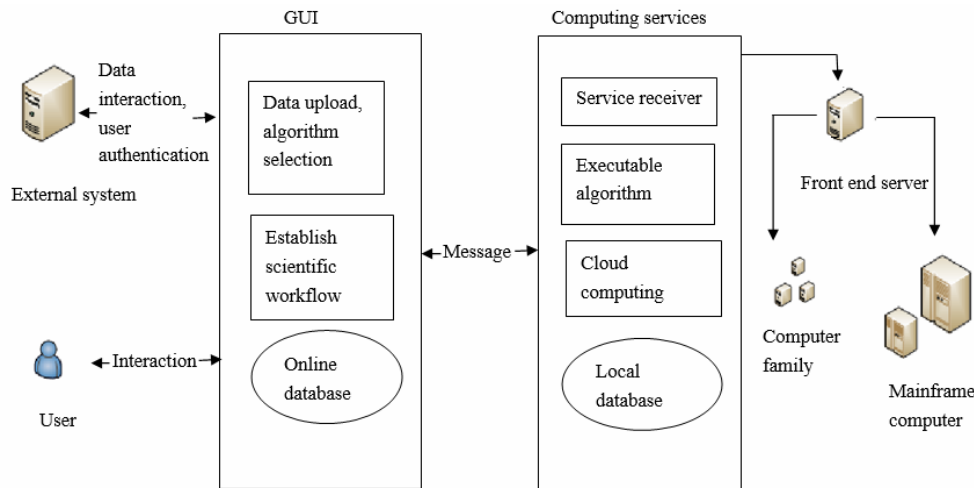 GUI
Computing services
Data
interaction,
user
authentication
External system
Data upload,
algorithm
selection
Establish
scientific
workflow
Online
database
Interaction
User
Message
Service receiver
Executable
algorithm
Cloud
computing
Local
database
Front end server
Computer
family
Mainframe
computer